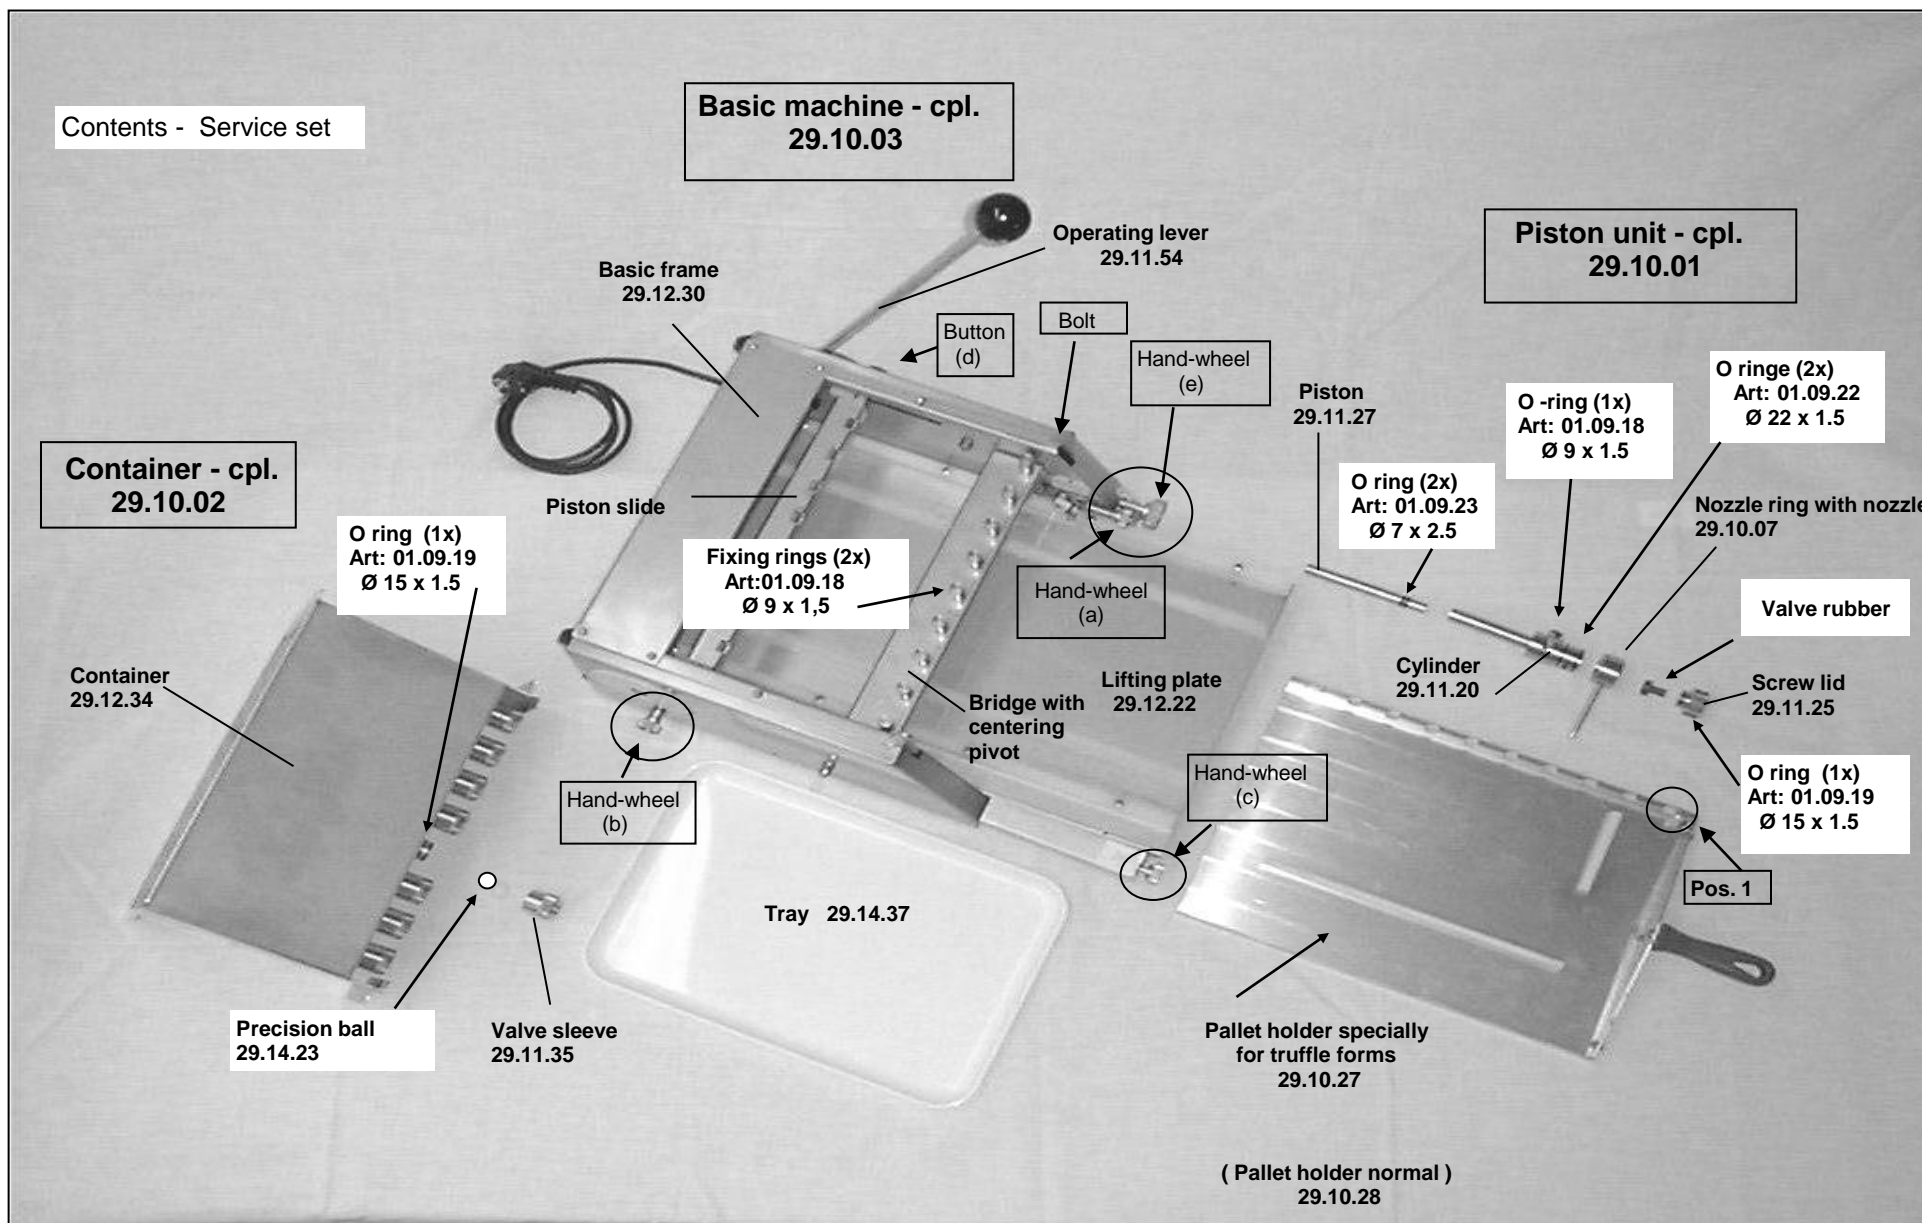 Contents -  Service set
Basic machine - cpl.
29.10.03
Piston unit - cpl.
29.10.01
Operating lever
29.11.54
Basic frame
29.12.30
Button
(d)
Bolt
Hand-wheel
(e)
Piston
29.11.27
O -ring (1x)
Art: 01.09.18
Ø 9 x 1.5
O ringe (2x)
Art: 01.09.22
Ø 22 x 1.5
Container - cpl.
29.10.02
Piston slide
O ring (2x)
Art: 01.09.23
Ø 7 x 2.5
Nozzle ring with nozzle
29.10.07
O ring  (1x)
Art: 01.09.19
Ø 15 x 1.5
Fixing rings (2x)
Art:01.09.18
Ø 9 x 1,5
Hand-wheel
(a)
Valve rubber
Container
29.12.34
Bridge with
centering
pivot
Lifting plate
29.12.22
Cylinder
29.11.20
Screw lid
29.11.25
Hand-wheel
(b)
Hand-wheel
(c)
O ring  (1x)
Art: 01.09.19
Ø 15 x 1.5
Pos. 1
Tray   29.14.37
Precision ball
29.14.23
Valve sleeve
29.11.35
Pallet holder specially
for truffle forms
29.10.27
( Pallet holder normal )
29.10.28